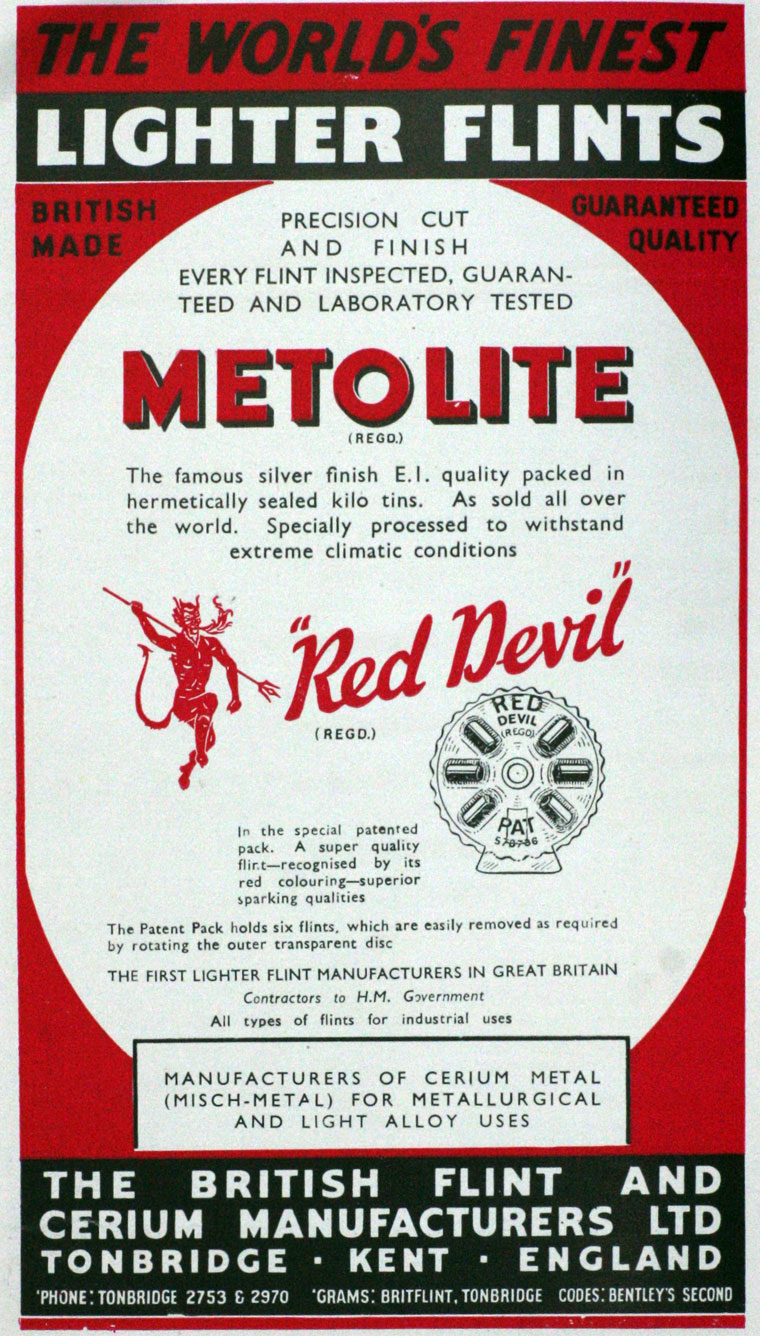 THE WORLD'S FINEST
LIGHTER FLINTS
BRITISH
MADE
GUARANTEED
QUALITY
PRECISION CUT
AND FINISH
EVERY FLINT INSPECTED, GUARAN-
TEED AND LABORATORY TESTED
METOLITE
(REGD.)
The famous silver finish E.I. quality packed in
hermetically sealed kilo tins. As sold all over
the world. Specially processed to withstand
extreme climatic conditions
"Red Devil"
(REGD.)
RED
DEVIL
(REGD)
PAT
In the special patented
pack. A super quality
flint—recognised by its
red colouring—superior
sparking qualities
The Patent Pack holds six flints, which are easily removed as required
by rotating the outer transparent disc
THE FIRST LIGHTER FLINT MANUFACTURERS IN GREAT BRITAIN
Contractors to H.M. Government
All types of flints for industrial uses
MANUFACTURERS OF CERIUM METAL
(MISCH-METAL) FOR METALLURGICAL
AND LIGHT ALLOY USES
THE BRITISH FLINT AND
CERIUM MANUFACTURERS LTD
TONBRIDGE · KENT · ENGLAND
'PHONE: TONBRIDGE 2753 & 2970 'GRAMS: BRITFLINT, TONBRIDGE CODES: BENTLEY'S SECOND